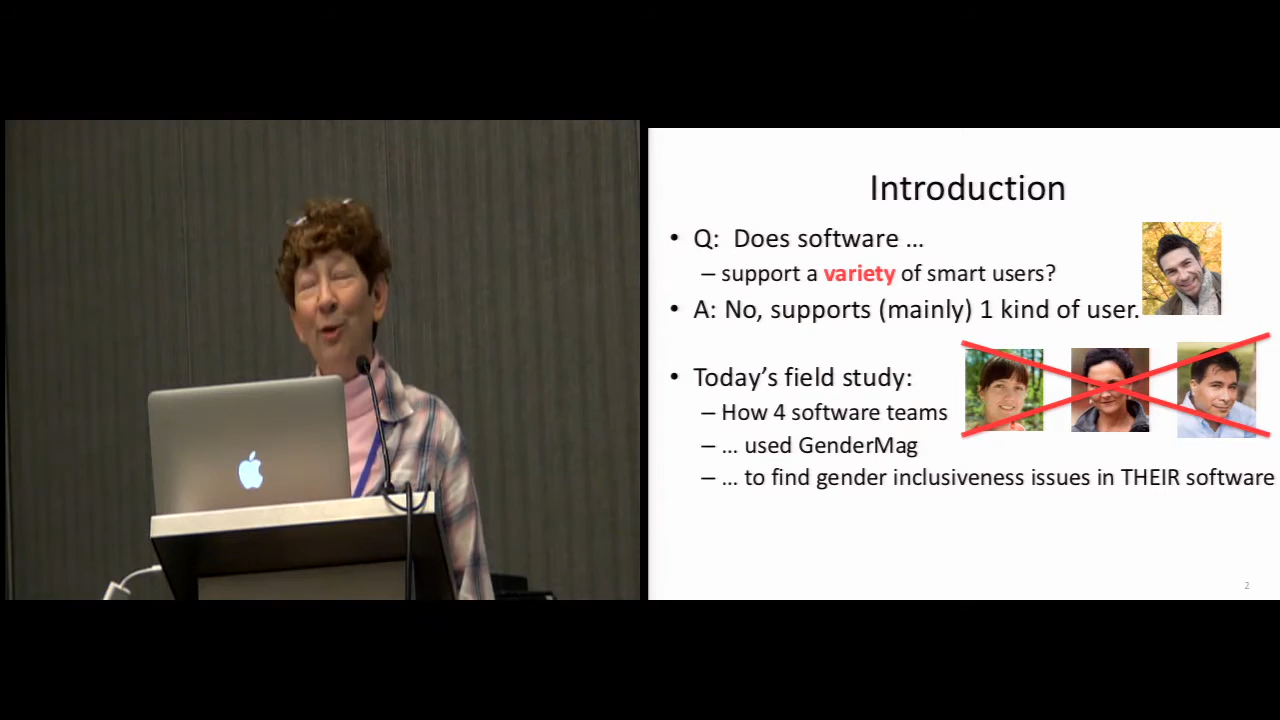 Introduction
• Q: Does software ...
– support a variety of smart users?
• A: No, supports (mainly) 1 kind of user.
• Today's field study:
– How 4 software teams
– ... used GenderMag
– ... to find gender inclusiveness issues in THEIR software
2